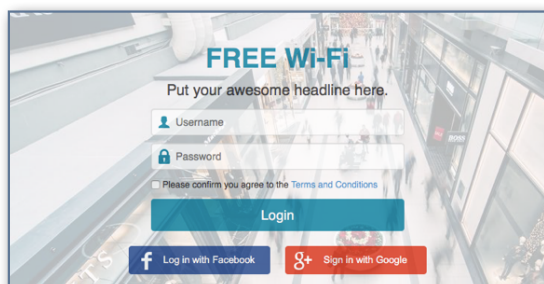 FREE Wi-Fi
Put your awesome headline here.
Username
Password
Please confirm you agree to the Terms and Conditions
Login
f Log in with Facebook
g+ Sign in with Google
BOSS